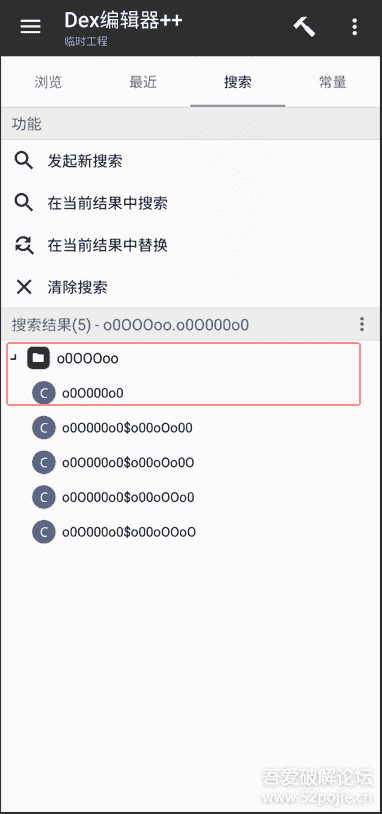 Dex编辑器++
临时工程
浏览 最近 搜索 常量
功能
发起新搜索
在当前结果中搜索
在当前结果中替换
清除搜索
搜索结果(5) - o0OOOoo.o0O000o0
o0OOOoo
C o0O000o0
C o0O000o0$o00oOo00
C o0O000o0$o00oOo0O
C o0O000o0$o00oOOo0
C o0O000o0$o00oOOoO
吾爱破解论坛
www.52pojie.cn